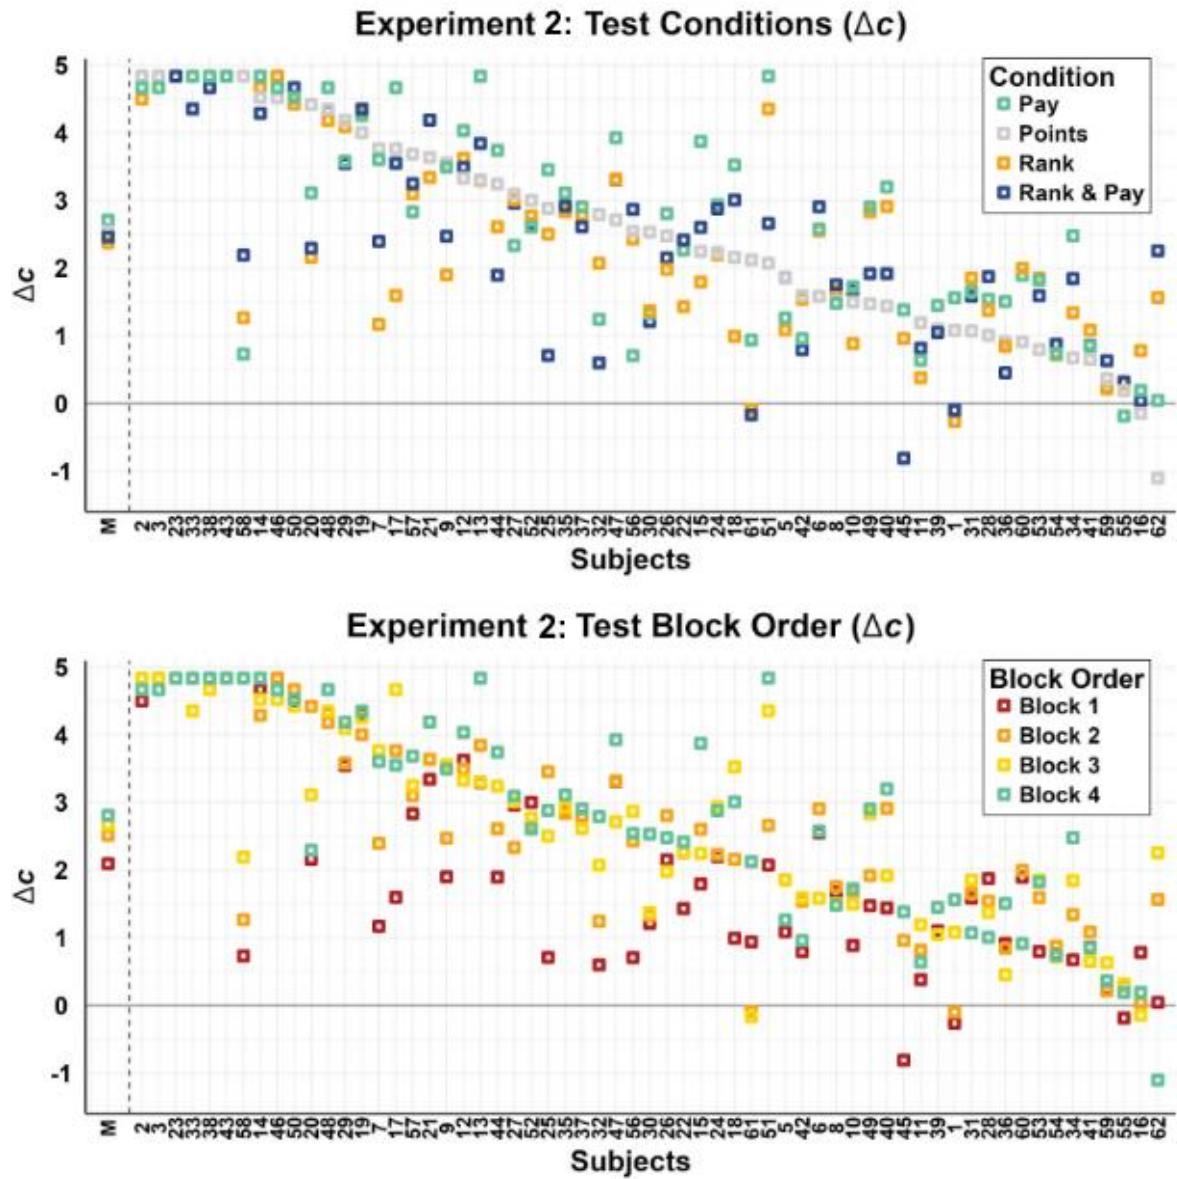 Experiment 2: Test Conditions (Δc)
Condition
Pay
Points
Rank
Rank & Pay
Δc
5
4
3
2
1
0
-1
M 2 3 23 33 38 43 58 14 46 50 20 48 29 19 7 17 57 21 9 12 13 44 27 52 25 35 37 32 47 56 30 26 22 15 24 18 61 51 5 42 6 8 10 49 40 45 11 39 1 31 28 36 60 53 54 34 41 59 55 16 62
Subjects
Experiment 2: Test Block Order (Δc)
Block Order
Block 1
Block 2
Block 3
Block 4
Δc
5
4
3
2
1
0
-1
M 2 3 23 33 38 43 58 14 46 50 20 48 29 19 7 17 57 21 9 12 13 44 27 52 25 35 37 32 47 56 30 26 22 15 24 18 61 51 5 42 6 8 10 49 40 45 11 39 1 31 28 36 60 53 54 34 41 59 55 16 62
Subjects